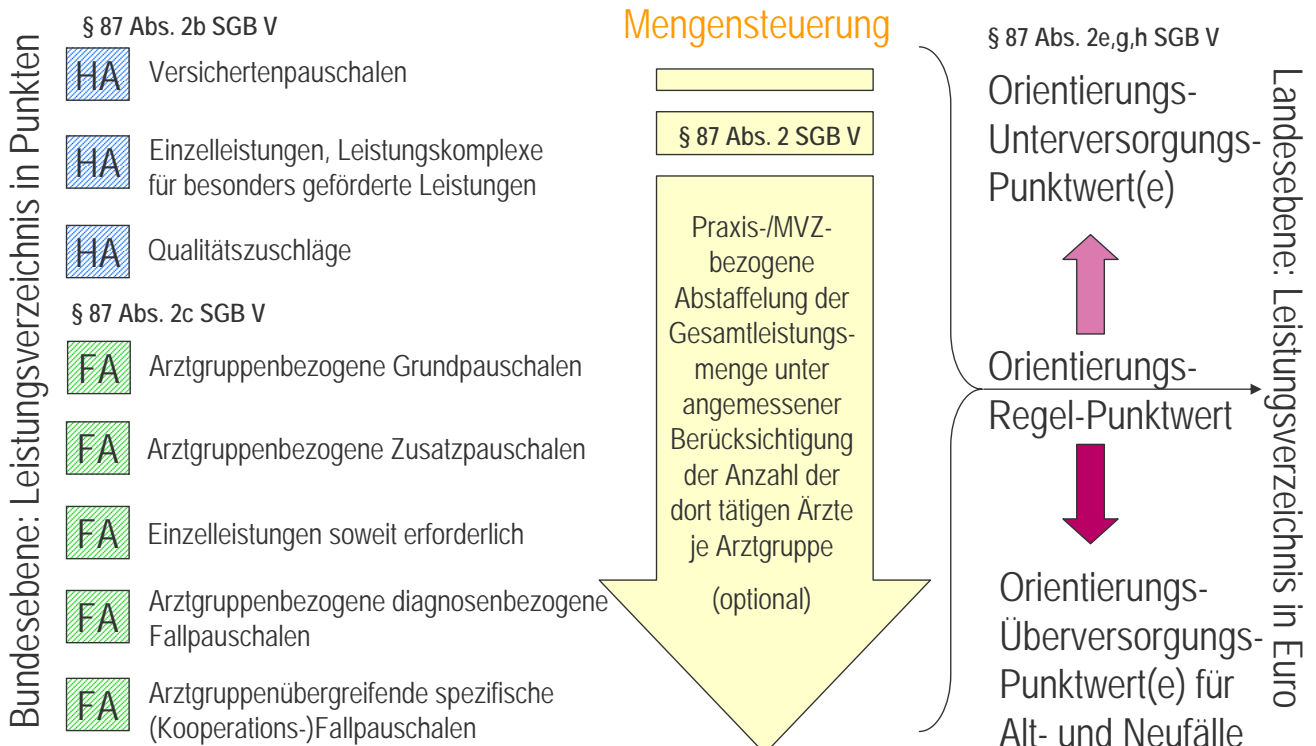 Bundesebene: Leistungsverzeichnis in Punkten
§ 87 Abs. 2b SGB V
HA
Versichertenpauschalen
HA
Einzelleistungen, Leistungskomplexe
für besonders geförderte Leistungen
HA
Qualitätszuschläge
§ 87 Abs. 2c SGB V
FA
Arztgruppenbezogene Grundpauschalen
FA
Arztgruppenbezogene Zusatzpauschalen
FA
Einzelleistungen soweit erforderlich
FA
Arztgruppenbezogene diagnosenbezogene
Fallpauschalen
FA
Arztgruppenübergreifende spezifische
(Kooperations-)Fallpauschalen
Mengensteuerung
§ 87 Abs. 2 SGB V
Praxis-/MVZ-
bezogene
Abstaffelung der
Gesamtleistungs-
menge unter
angemessener
Berücksichtigung
der Anzahl der
dort tätigen Ärzte
je Arztgruppe
(optional)
§ 87 Abs. 2e,g,h SGB V
Orientierungs-
Unterversorgungs-
Punktwert(e)
Orientierungs-
Regel-Punktwert
Orientierungs-
Überversorgungs-
Punktwert(e) für
Alt- und Neufälle
Landesebene: Leistungsverzeichnis in Euro